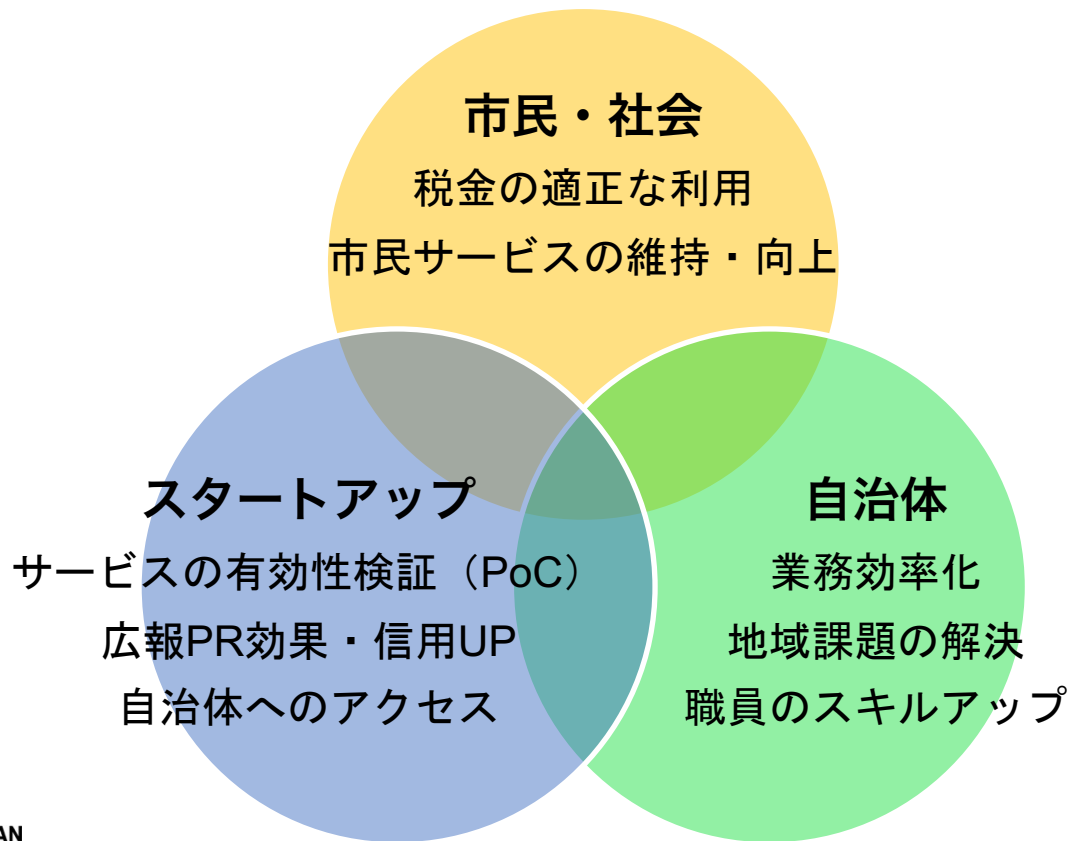 市民・社会
税金の適正な利用
市民サービスの維持・向上
スタートアップ
サービスの有効性検証（PoC）
広報PR効果・信用UP
自治体へのアクセス
自治体
業務効率化
地域課題の解決
職員のスキルアップ
AN